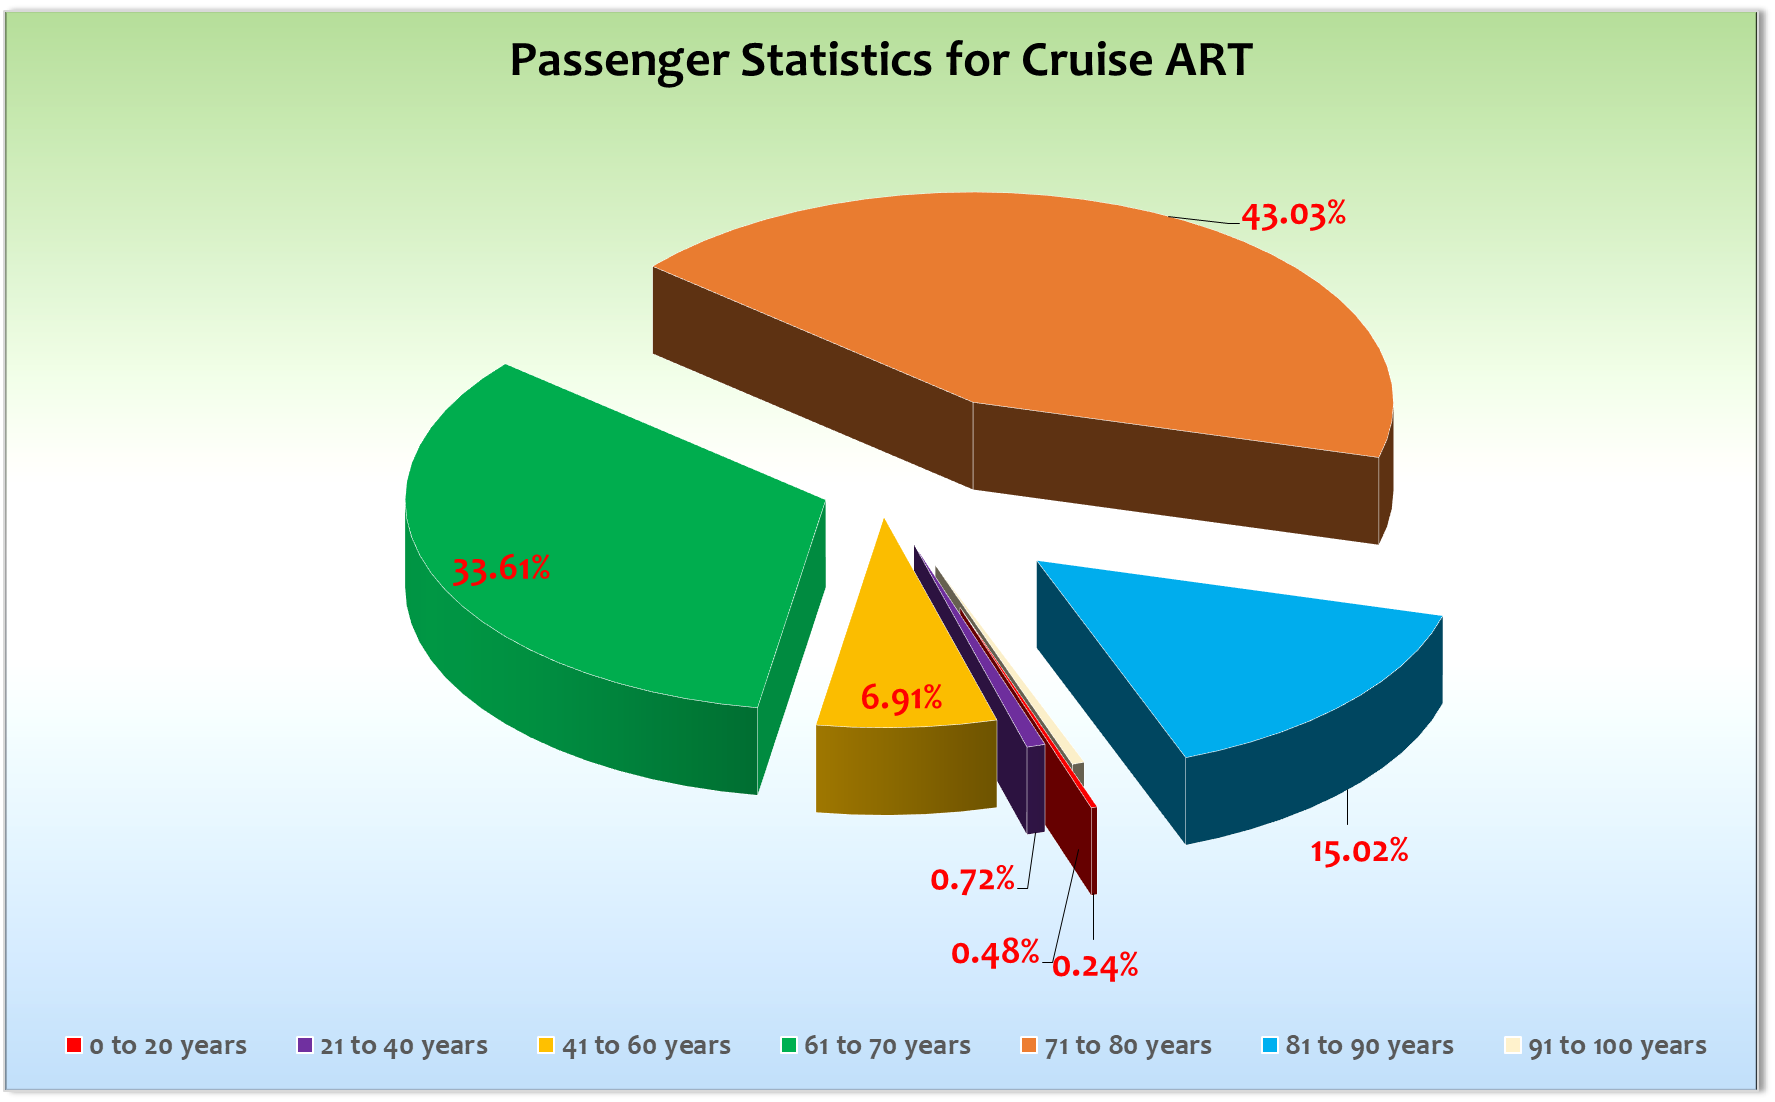 Passenger Statistics for Cruise ART
43.03%
33.61%
6.91%
15.02%
0.72%
0.48%
0.24%
0 to 20 years
21 to 40 years
41 to 60 years
61 to 70 years
71 to 80 years
81 to 90 years
91 to 100 years